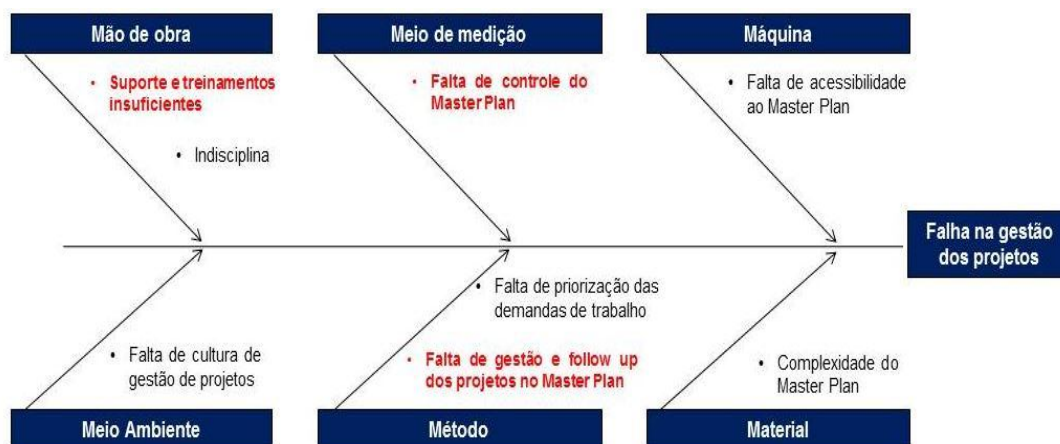 Mão de obra
Meio de medição
Máquina
• Suporte e treinamentos
insuficientes
• Indisciplina
• Falta de controle do
Master Plan
• Falta de acessibilidade
ao Master Plan
Falha na gestão
dos projetos
• Falta de cultura de
gestão de projetos
• Falta de priorização das
demandas de trabalho
• Falta de gestão e follow up
dos projetos no Master Plan
• Complexidade do
Master Plan
Meio Ambiente
Método
Material